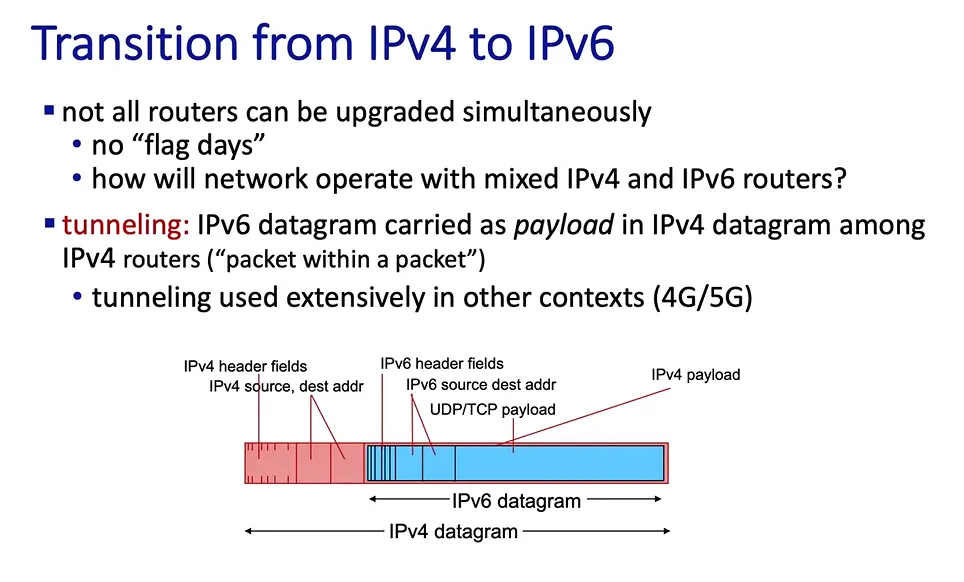 Transition from IPv4 to IPv6
▪ not all routers can be upgraded simultaneously
• no “flag days”
• how will network operate with mixed IPv4 and IPv6 routers?
▪ tunneling: IPv6 datagram carried as payload in IPv4 datagram among
IPv4 routers (“packet within a packet”)
• tunneling used extensively in other contexts (4G/5G)
IPv4 header fields
IPv4 source, dest addr
IPv6 header fields
IPv6 source dest addr
UDP/TCP payload
IPv4 payload
IPv6 datagram
IPv4 datagram